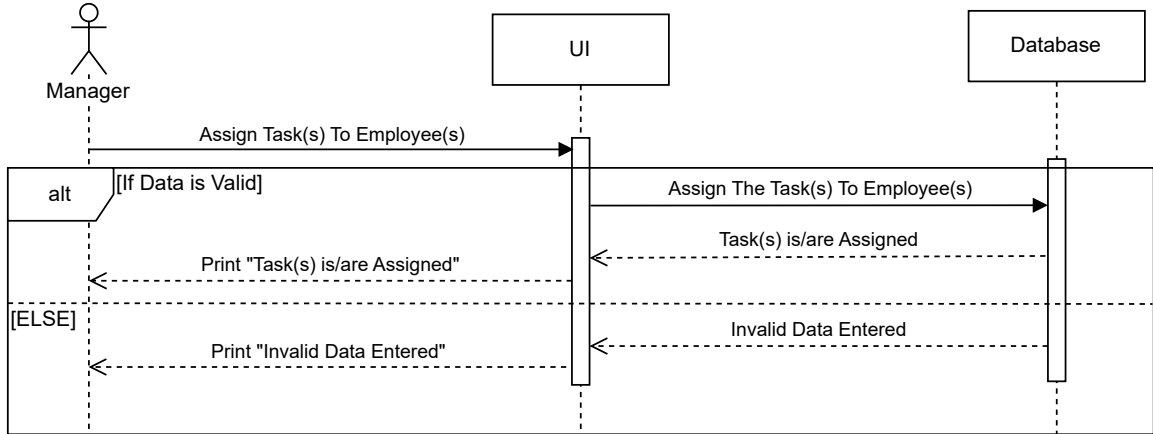 UI
Database
Manager
Assign Task(s) To Employee(s)
alt
[If Data is Valid]
Assign The Task(s) To Employee(s)
Task(s) is/are Assigned
Print "Task(s) is/are Assigned"
[ELSE]
Invalid Data Entered
Print "Invalid Data Entered"